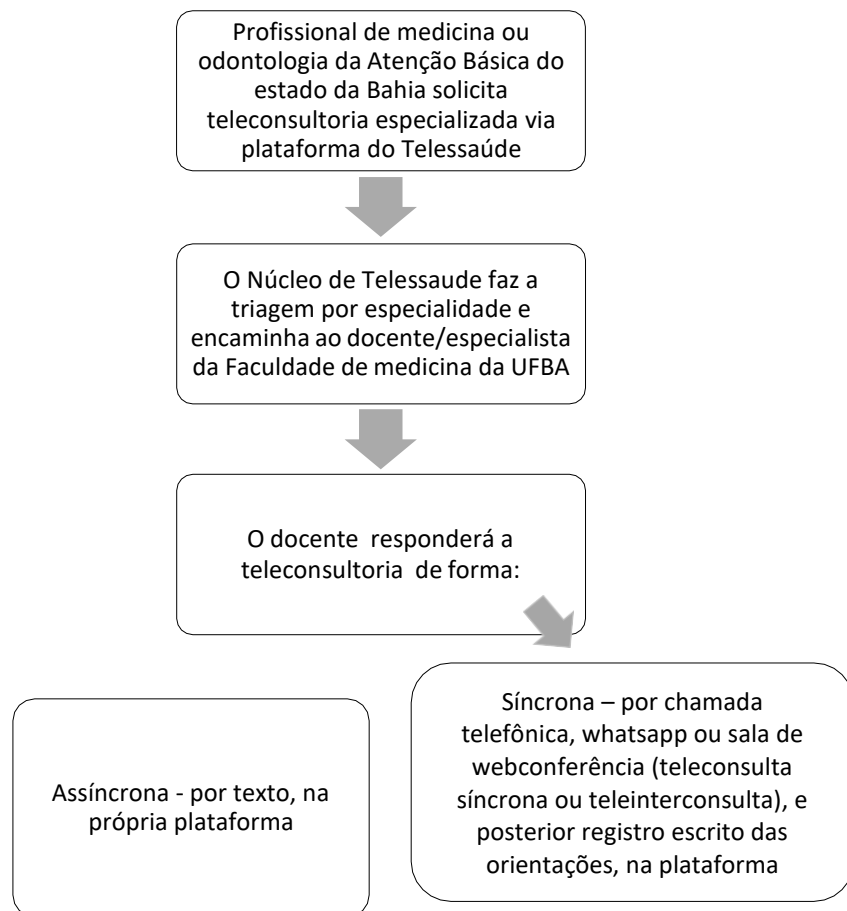 Profissional de medicina ou
odontologia da Atenção Básica do
estado da Bahia solicita
teleconsultoria especializada via
plataforma do Telessaúde
O Núcleo de Telessaude faz a
triagem por especialidade e
encaminha ao docente/especialista
da Faculdade de medicina da UFBA
O docente responderá a
teleconsultoria de forma:
Assíncrona - por texto, na
própria plataforma
Síncrona – por chamada
telefônica, whatsapp ou sala de
webconferência (teleconsulta
síncrona ou teleinterconsulta), e
posterior registro escrito das
orientações, na plataforma